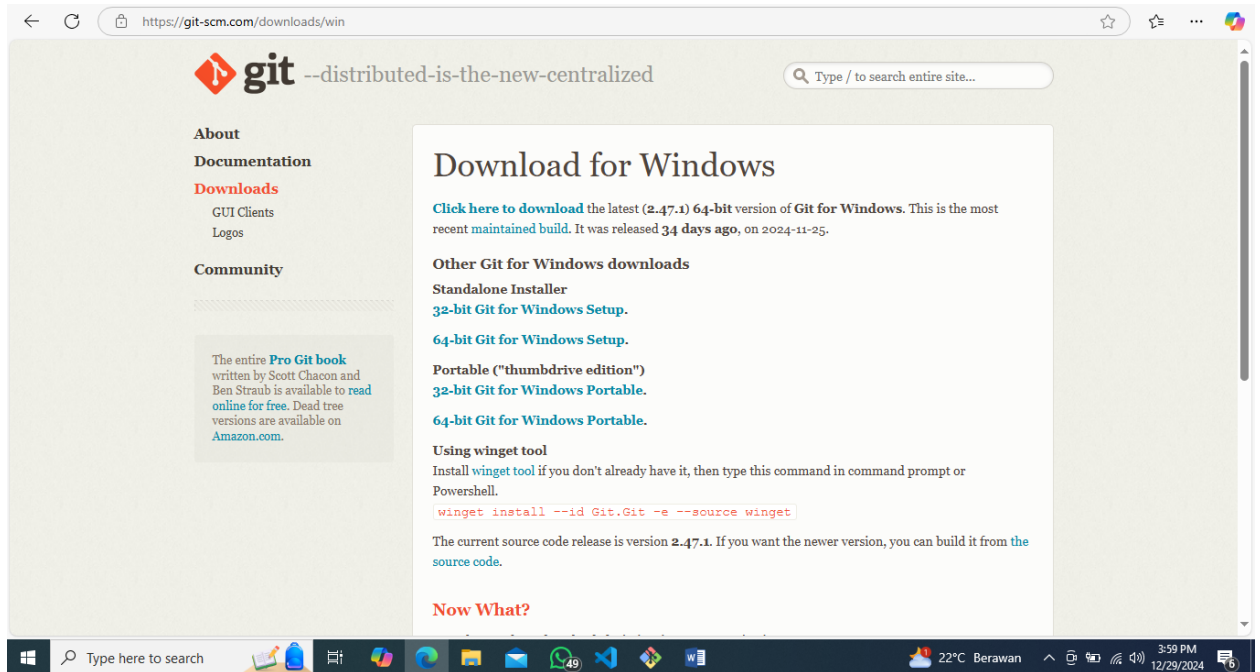 https://git-scm.com/downloads/win
git --distributed-is-the-new-centralized
Type / to search entire site...
About
Documentation
Downloads
GUI Clients
Logos
Community
The entire Pro Git book
written by Scott Chacon and
Ben Straub is available to read
online for free. Dead tree
versions are available on
Amazon.com.
Download for Windows
Click here to download the latest (2.47.1) 64-bit version of Git for Windows. This is the most
recent maintained build. It was released 34 days ago, on 2024-11-25.
Other Git for Windows downloads
Standalone Installer
32-bit Git for Windows Setup.
64-bit Git for Windows Setup.
Portable ("thumbdrive edition")
32-bit Git for Windows Portable.
64-bit Git for Windows Portable.
Using winget tool
Install winget tool if you don't already have it, then type this command in command prompt or
Powershell.
winget install --id Git.Git -e --source winget
The current source code release is version 2.47.1. If you want the newer version, you can build it from the
source code.
Now What?
Type here to search
49
W
22°C Berawan
3:59 PM
12/29/2024
6